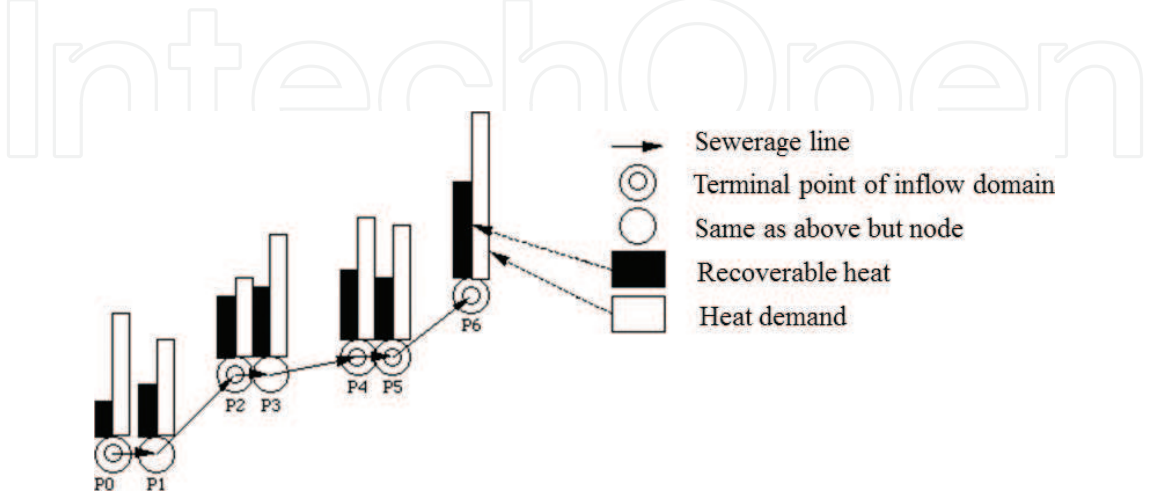 IntechOpen
Sewerage line
Terminal point of inflow domain
Same as above but node
Recoverable heat
Heat demand
P6
P2 P3
P4 P5
P0 P1